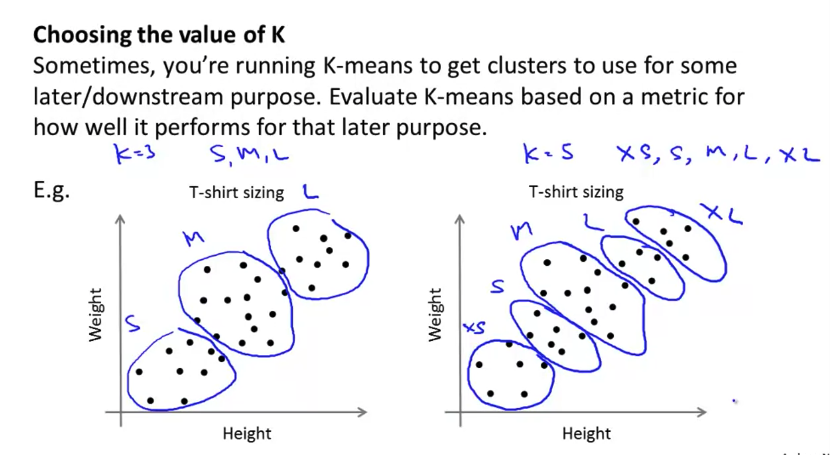 Choosing the value of K
Sometimes, you're running K-means to get clusters to use for some
later/downstream purpose. Evaluate K-means based on a metric for
how well it performs for that later purpose.
K=3 S,M,L
K=5 XS, S, M, L, XL
E.g.
T-shirt sizing
L
M
S
Weight
Height
T-shirt sizing
XL
L
M
S
XS
Weight
Height